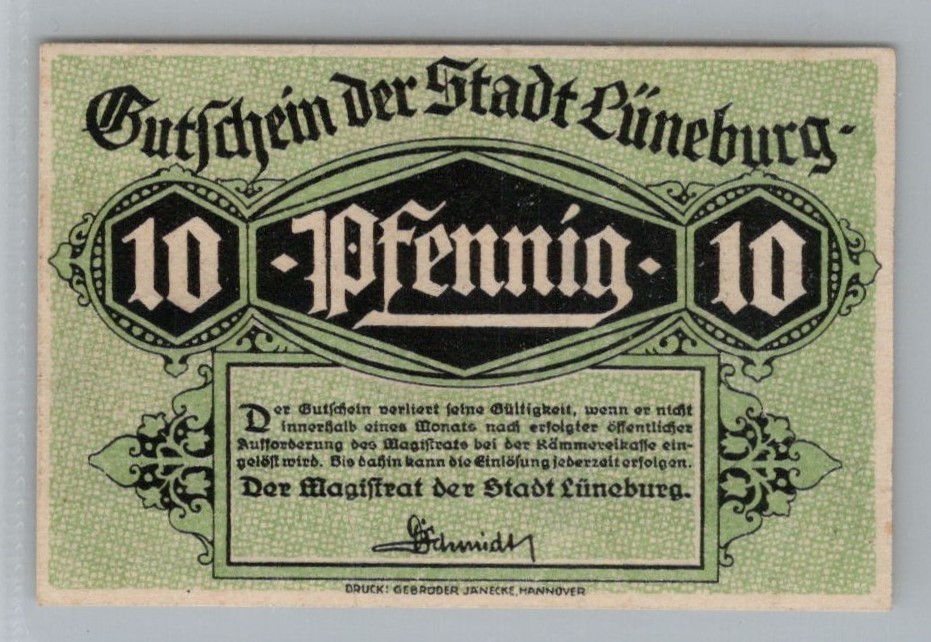 Gutschein der Stadt Lüneburg-
10 · Pfennig · 10
Der Gutschein verliert seine Gültigkeit, wenn er nicht
innerhalb eines Monats nach erfolgter öffentlicher
Aufforderung des Magistrats bei der Kämmereikasse ein-
gelöst wird. Bis dahin kann die Einlösung jederzeit erfolgen.
Der Magistrat der Stadt Lüneburg.
Schmidt
DRUCK: GEBRÜDER JÄNECKE, HANNOVER